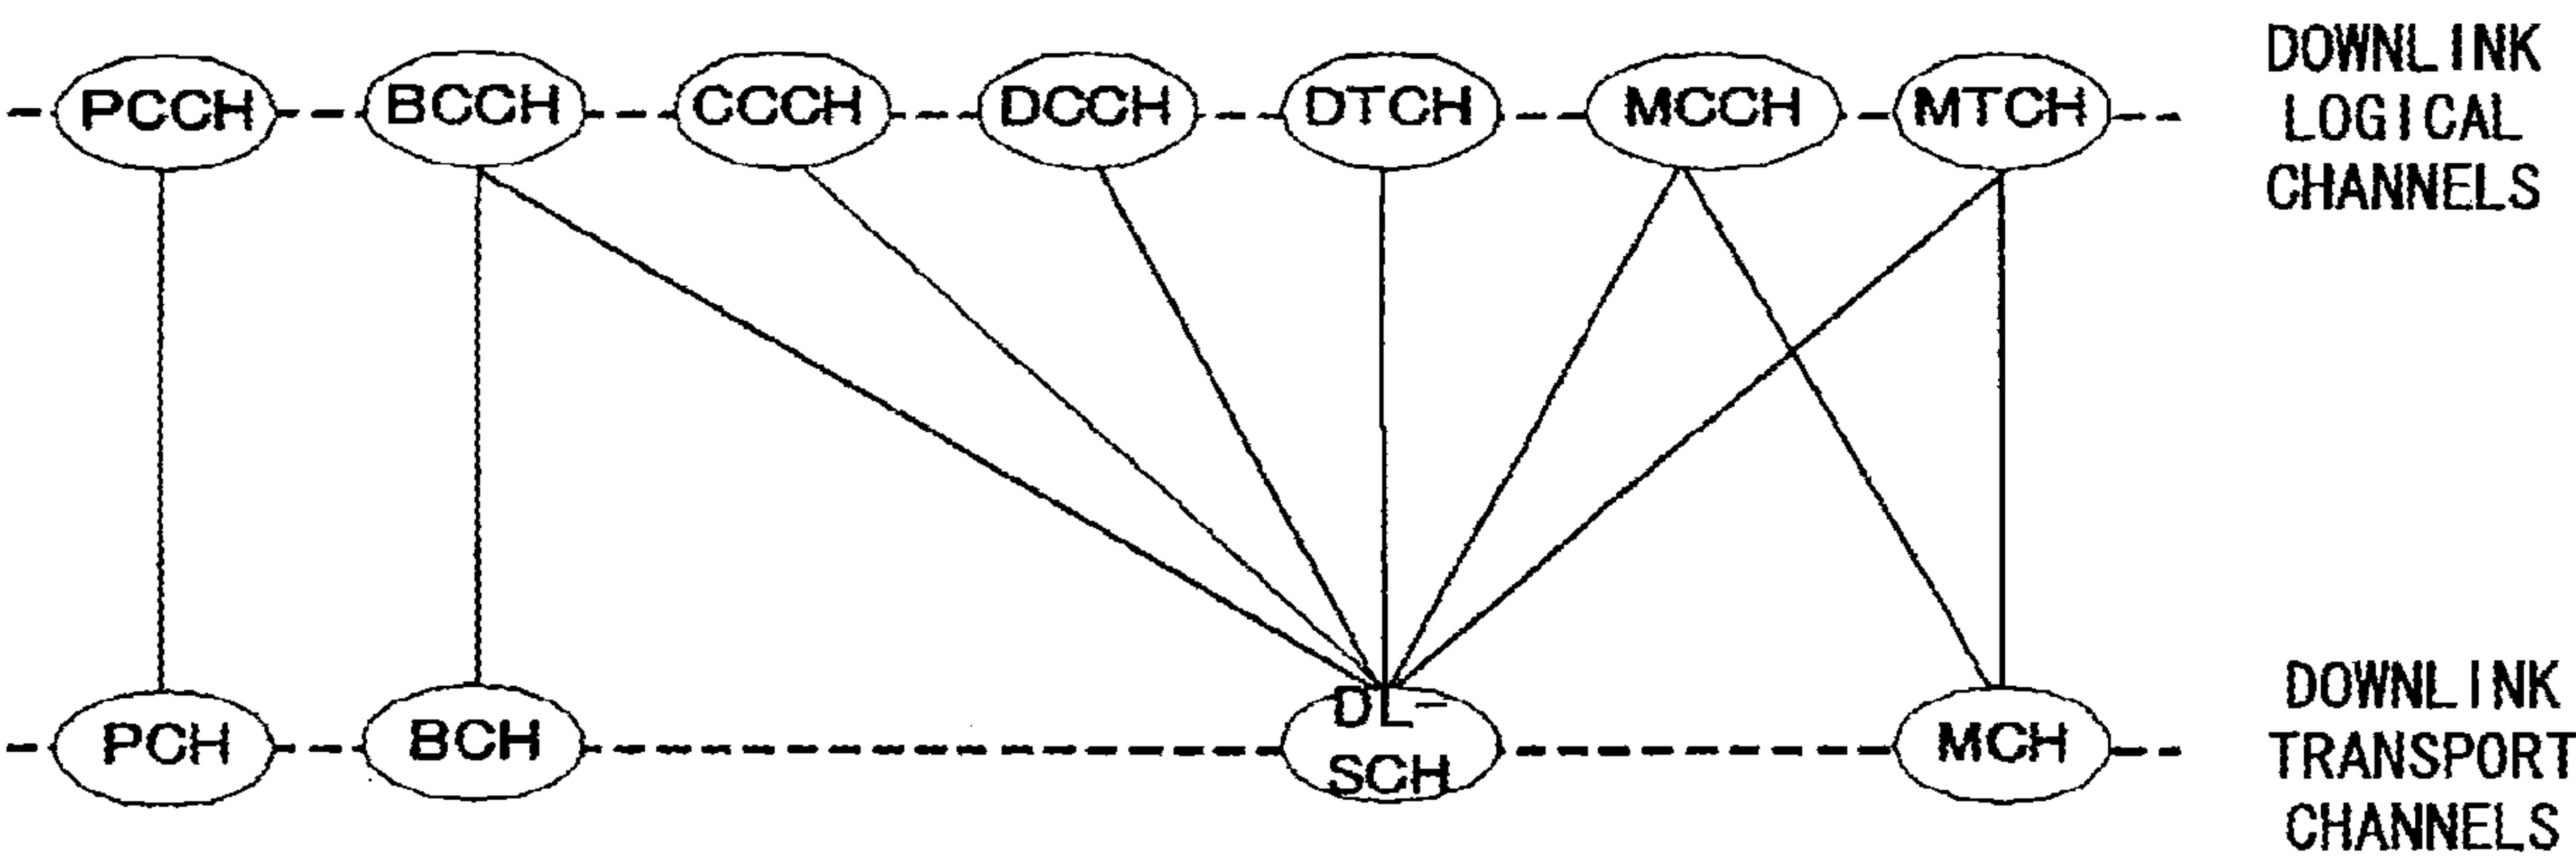 PCCH BCCH CCCH DCCH DTCH MCCH MTCH
DOWNLINK
LOGICAL
CHANNELS
PCH BCH DL-
SCH MCH
DOWNLINK
TRANSPORT
CHANNELS